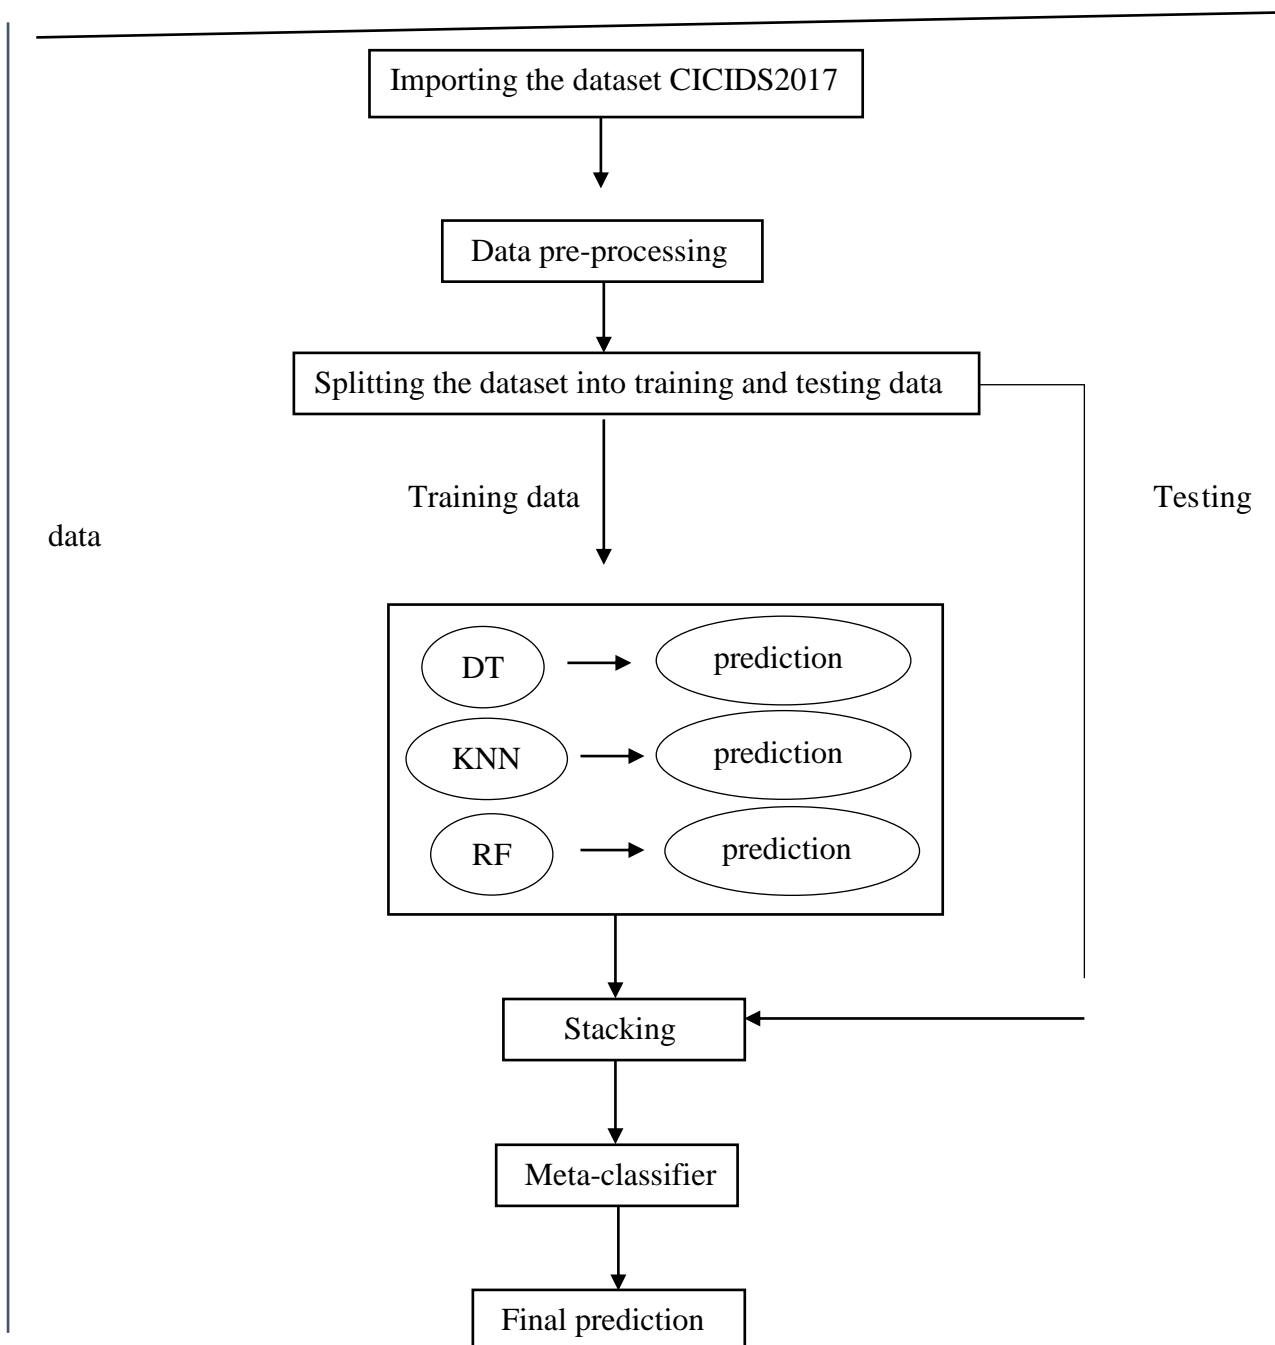 Importing the dataset CICIDS2017
Data pre-processing
Splitting the dataset into training and testing data
Training data
Testing
data
DT
prediction
KNN
prediction
RF
prediction
Stacking
Meta-classifier
Final prediction